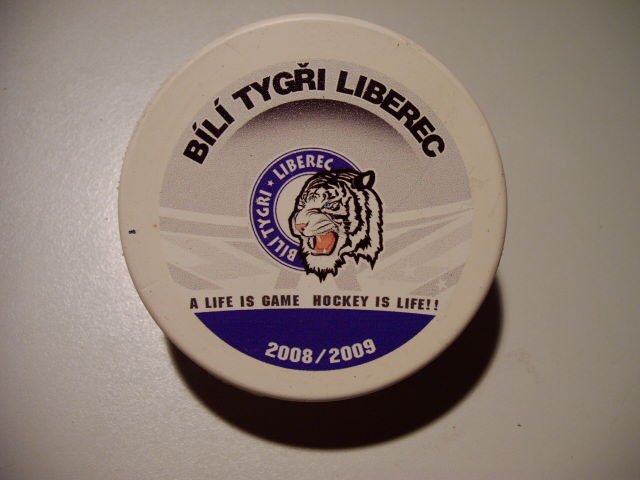 BÍLÍ TYGŘI LIBEREC
BÍLÍ TYGŘI ★ LIBEREC
A LIFE IS GAME HOCKEY IS LIFE!!
2008/2009